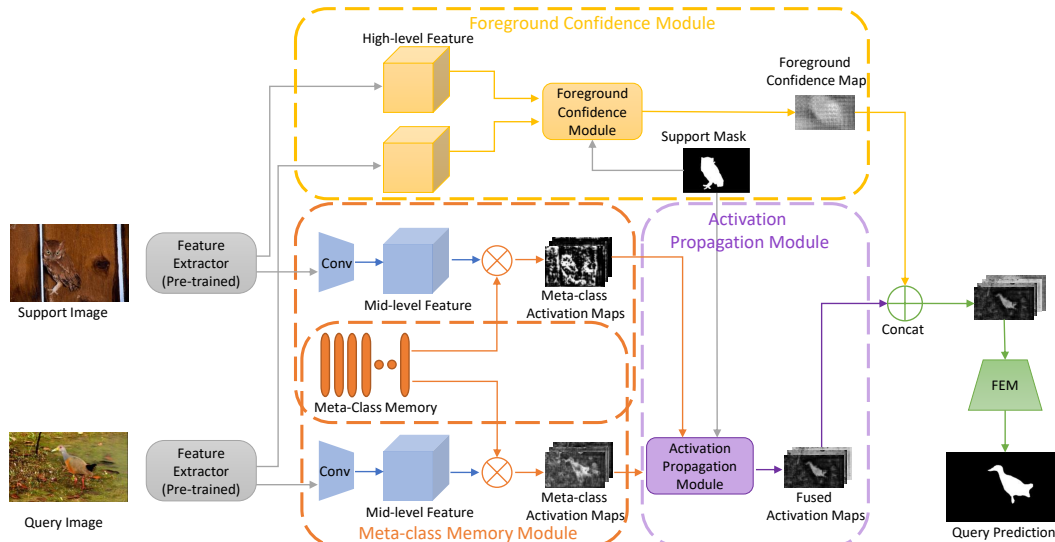 Foreground Confidence Module
High-level Feature
Foreground
Confidence Map
Foreground
Confidence
Module
Support Mask
Activation
Propagation Module
Feature
Extractor
(Pre-trained)
Support Image
Conv
Mid-level Feature
Meta-class
Activation Maps
Concat
Meta-Class Memory
FEM
Feature
Extractor
(Pre-trained)
Query Image
Conv
Mid-level Feature
Meta-class
Activation Maps
Activation
Propagation
Module
Fused
Activation Maps
Query Prediction
Meta-class Memory Module